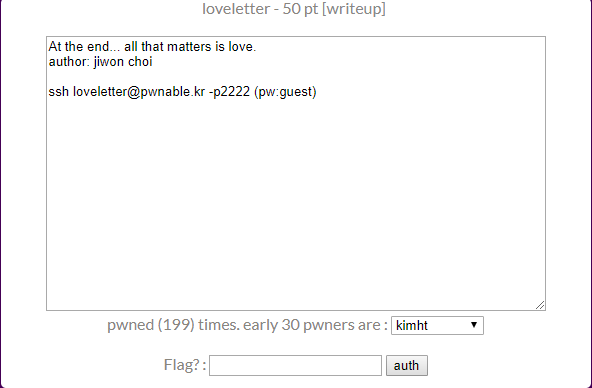 loveletter - 50 pt [writeup]
At the end... all that matters is love.
author: jiwon choi
ssh loveletter@pwnable.kr -p2222 (pw:guest)
pwned (199) times. early 30 pwners are : kimht
Flag? : auth